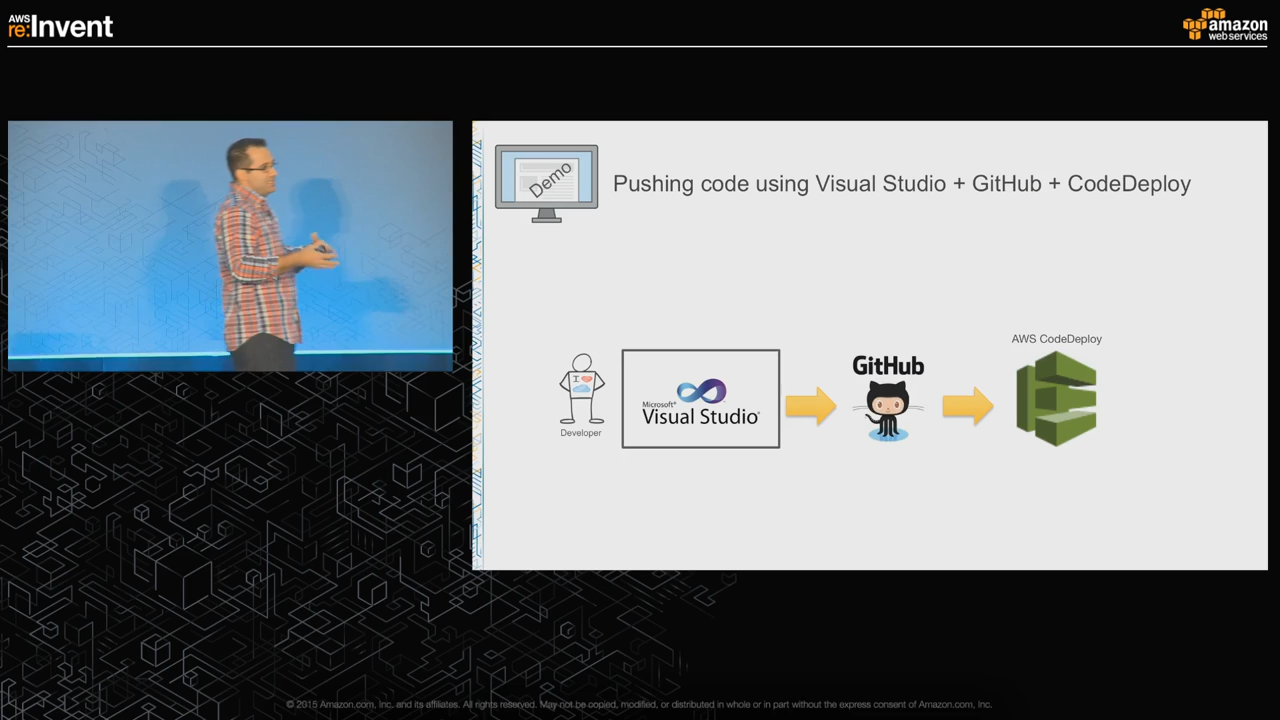 AWS
re:Invent
amazon
webservices
Demo
Pushing code using Visual Studio + GitHub + CodeDeploy
AWS CodeDeploy
GitHub
I
Microsoft®
Visual Studio®
Developer
© 2015 Amazon.com, Inc. and its affiliates. All rights reserved. May not be copied, modified, or distributed in whole or in part without the express consent of Amazon.com, Inc.